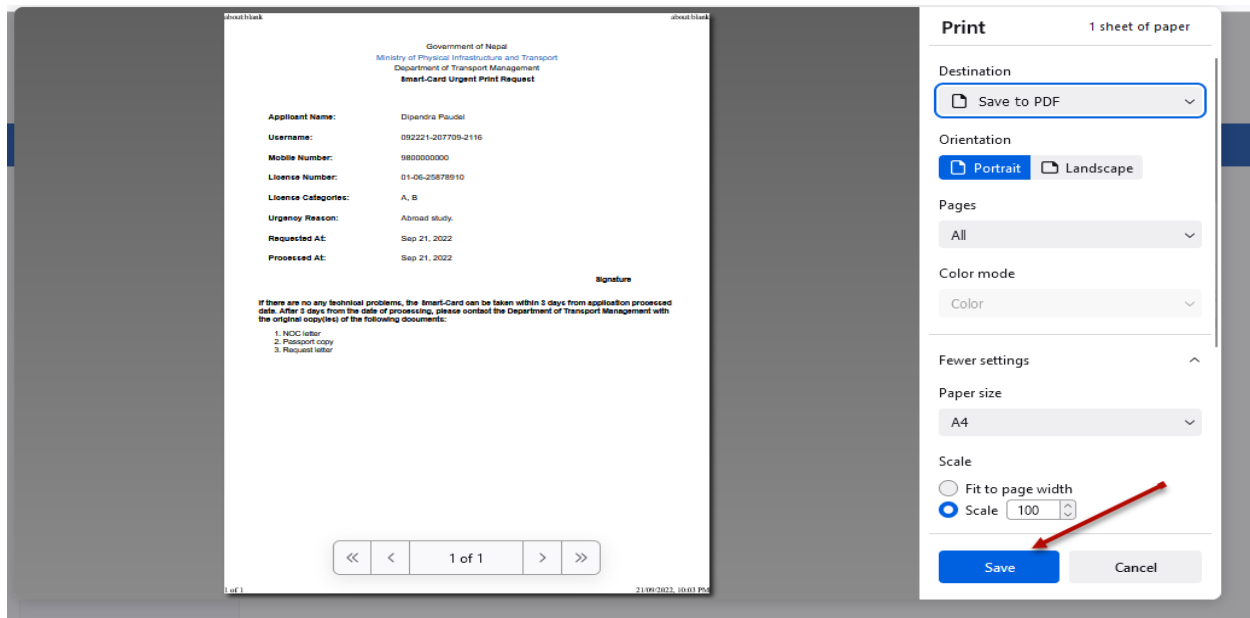 about:blank about:blank
Government of Nepal
Ministry of Physical Infrastructure and Transport
Department of Transport Management
Smart-Card Urgent Print Request
Applicant Name: Dipendra Paudel
Username: 092221-207709-2116
Mobile Number: 9800000000
License Number: 01-06-25878910
License Categories: A, B
Urgency Reason: Abroad study.
Requested At: Sep 21, 2022
Processed At: Sep 21, 2022
Signature
If there are no any technical problems, the Smart-Card can be taken within 3 days from application processed
date. After 3 days from the date of processing, please contact the Department of Transport Management with
the original copy(ies) of the following documents:
1. NOC letter
2. Passport copy
3. Request letter
1 of 1
1 of 1 21/09/2022, 10:03 PM
Print 1 sheet of paper
Destination
Save to PDF
Orientation
Portrait Landscape
Pages
All
Color mode
Color
Fewer settings
Paper size
A4
Scale
Fit to page width
Scale 100
Save Cancel